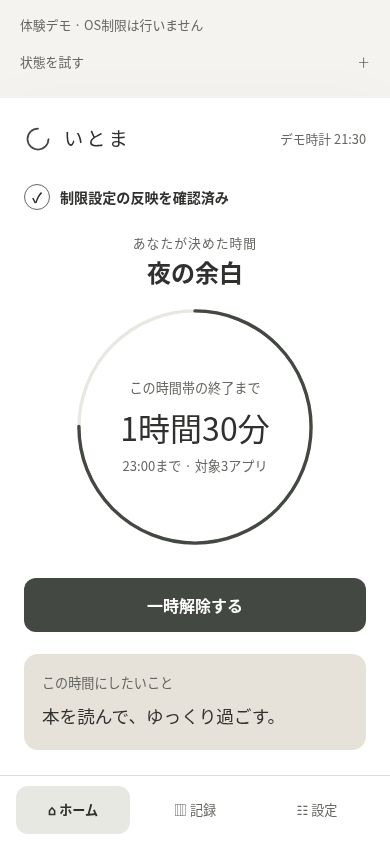 体験デモ · OS制限は行いません
状態を試す ＋
いとま
デモ時計 21:30
制限設定の反映を確認済み
あなたが決めた時間
夜の余白
この時間帯の終了まで
1時間30分
23:00まで · 対象3アプリ
一時解除する
この時間にしたいこと
本を読んで、ゆっくり過ごす。
ホーム
記録
設定